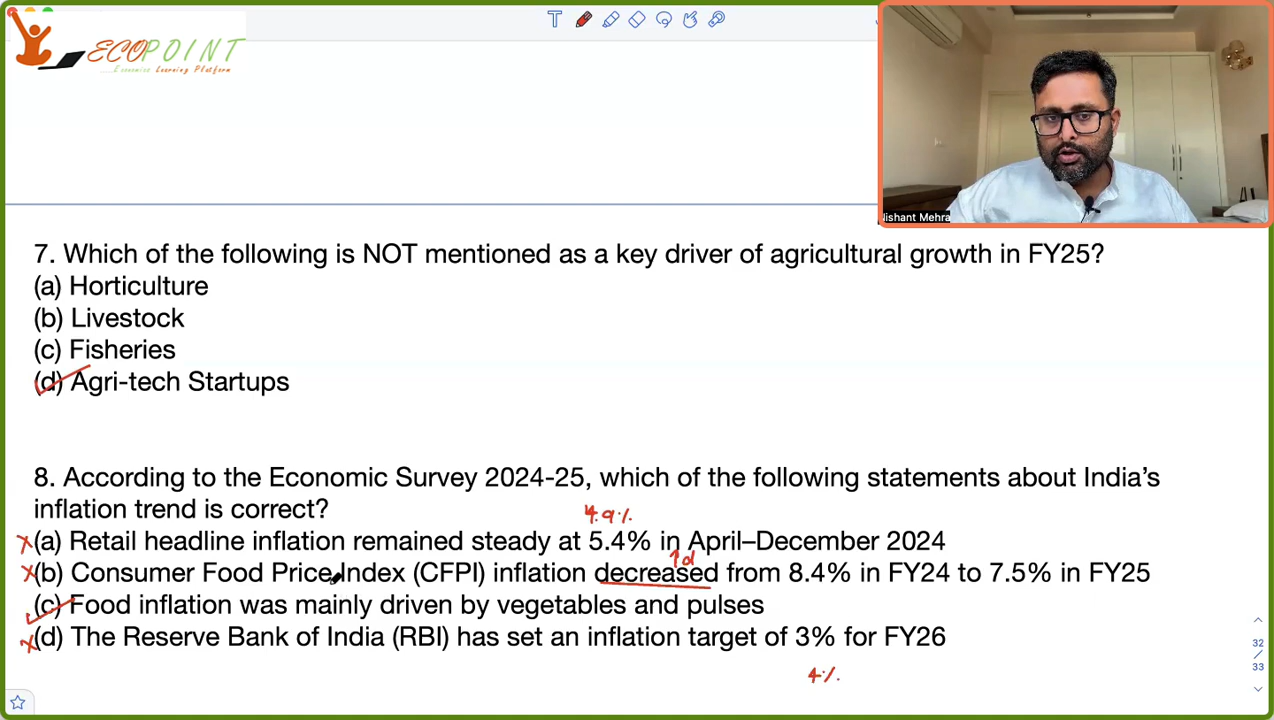 ECOPOINT
Economics Learning Platform
Nishant Mehra
7. Which of the following is NOT mentioned as a key driver of agricultural growth in FY25?
(a) Horticulture
(b) Livestock
(c) Fisheries
(d) Agri-tech Startups
8. According to the Economic Survey 2024-25, which of the following statements about India’s
inflation trend is correct?
4.9%
(a) Retail headline inflation remained steady at 5.4% in April–December 2024
↑d
(b) Consumer Food Price Index (CFPI) inflation decreased from 8.4% in FY24 to 7.5% in FY25
(c) Food inflation was mainly driven by vegetables and pulses
(d) The Reserve Bank of India (RBI) has set an inflation target of 3% for FY26
4%
32
/
33